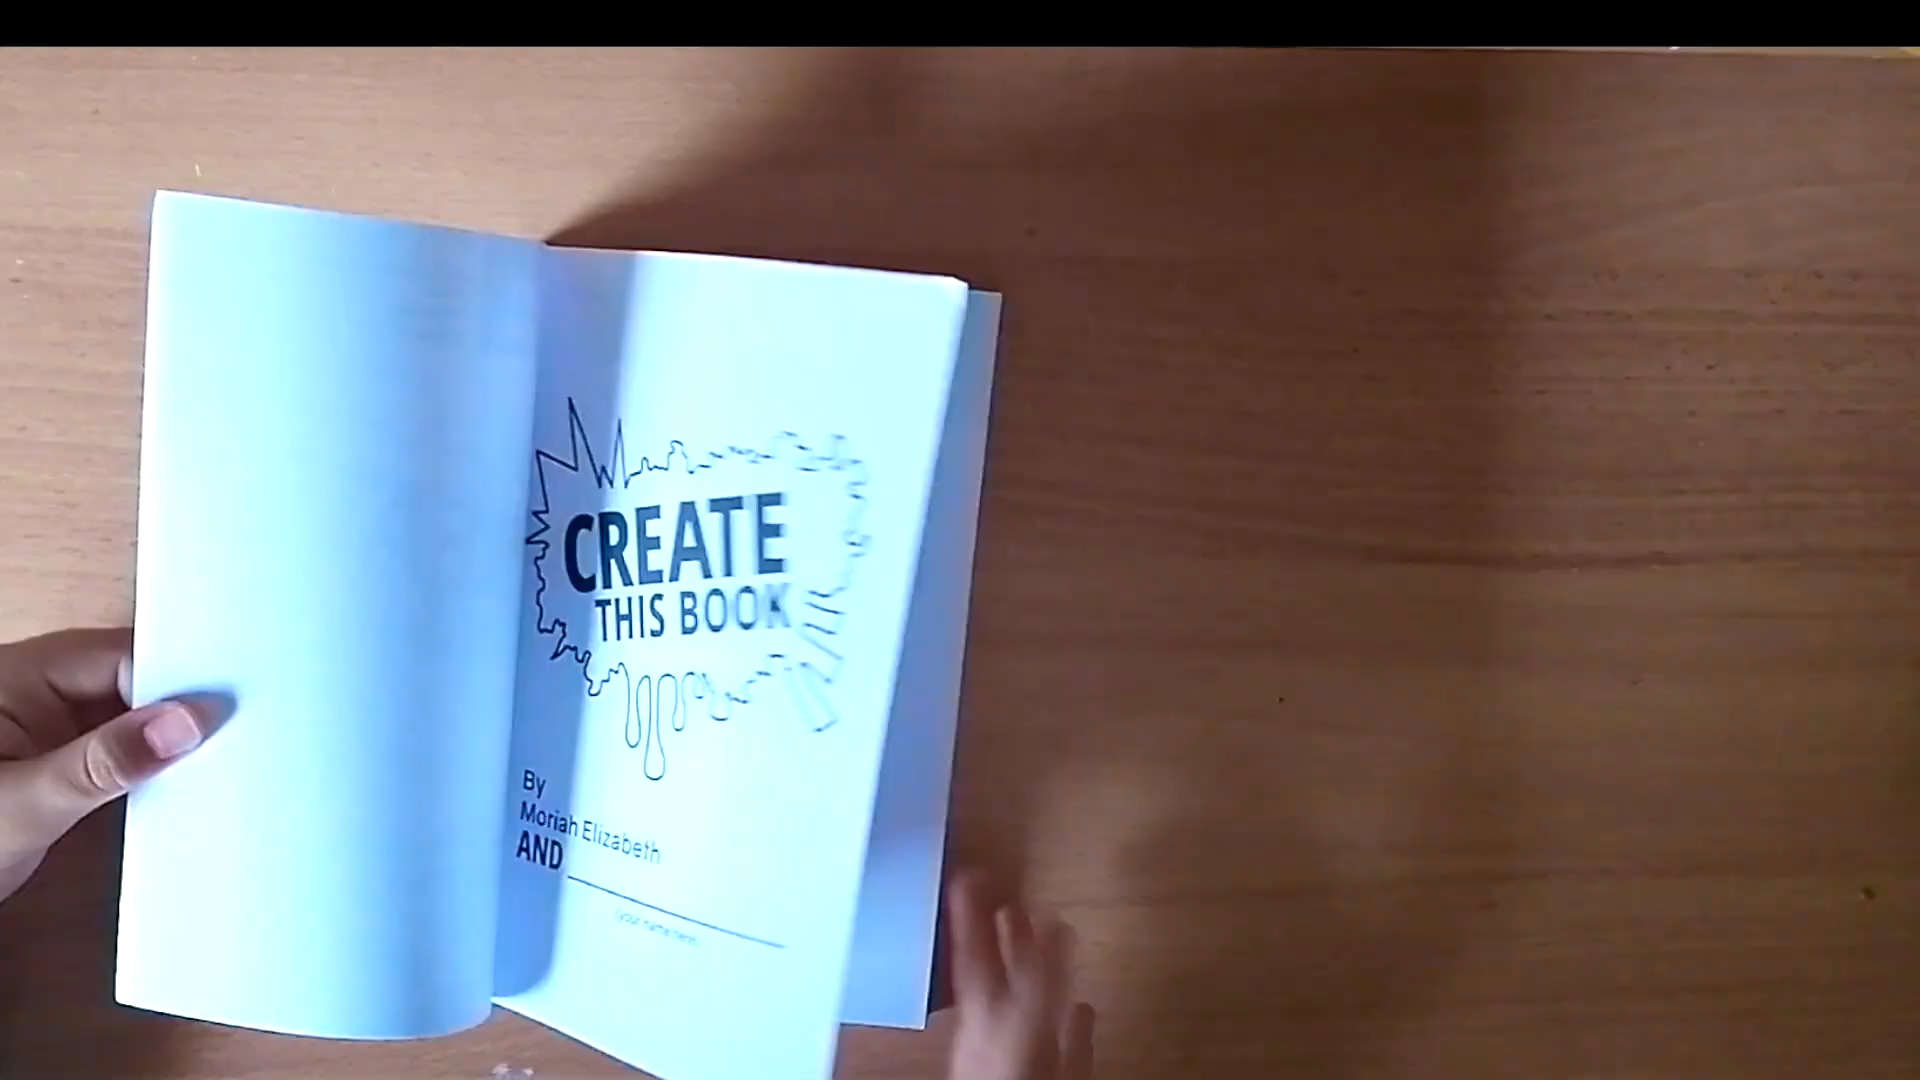 CREATE
THIS BOOK
By
Moriah Elizabeth
AND
(your name here)